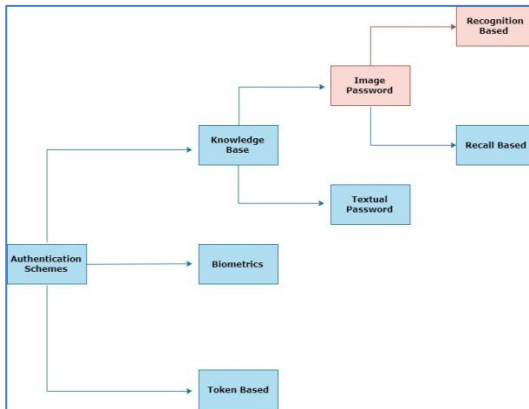 Recognition
Based
Image
Password
Knowledge
Base
Recall Based
Textual
Password
Authentication
Schemes
Biometrics
Token Based